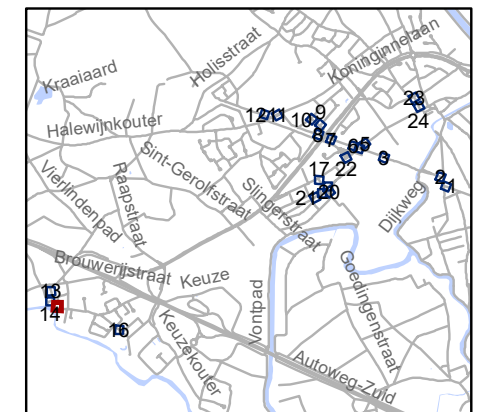 Holisstraat
Koninginnelaan
Kraaiaard
Halewijnkouter
Sint-Gerolfstraat
Vierlindenpad
Raapstraat
Slingerstraat
Dijkweg
Brouwerijstraat
Keuze
Vontpad
Goedingenstraat
Keuzekouter
Autoweg-Zuid
12
11
10
9
8
7
5
3
2
1
23
24
22
17
20
21
13
14
16